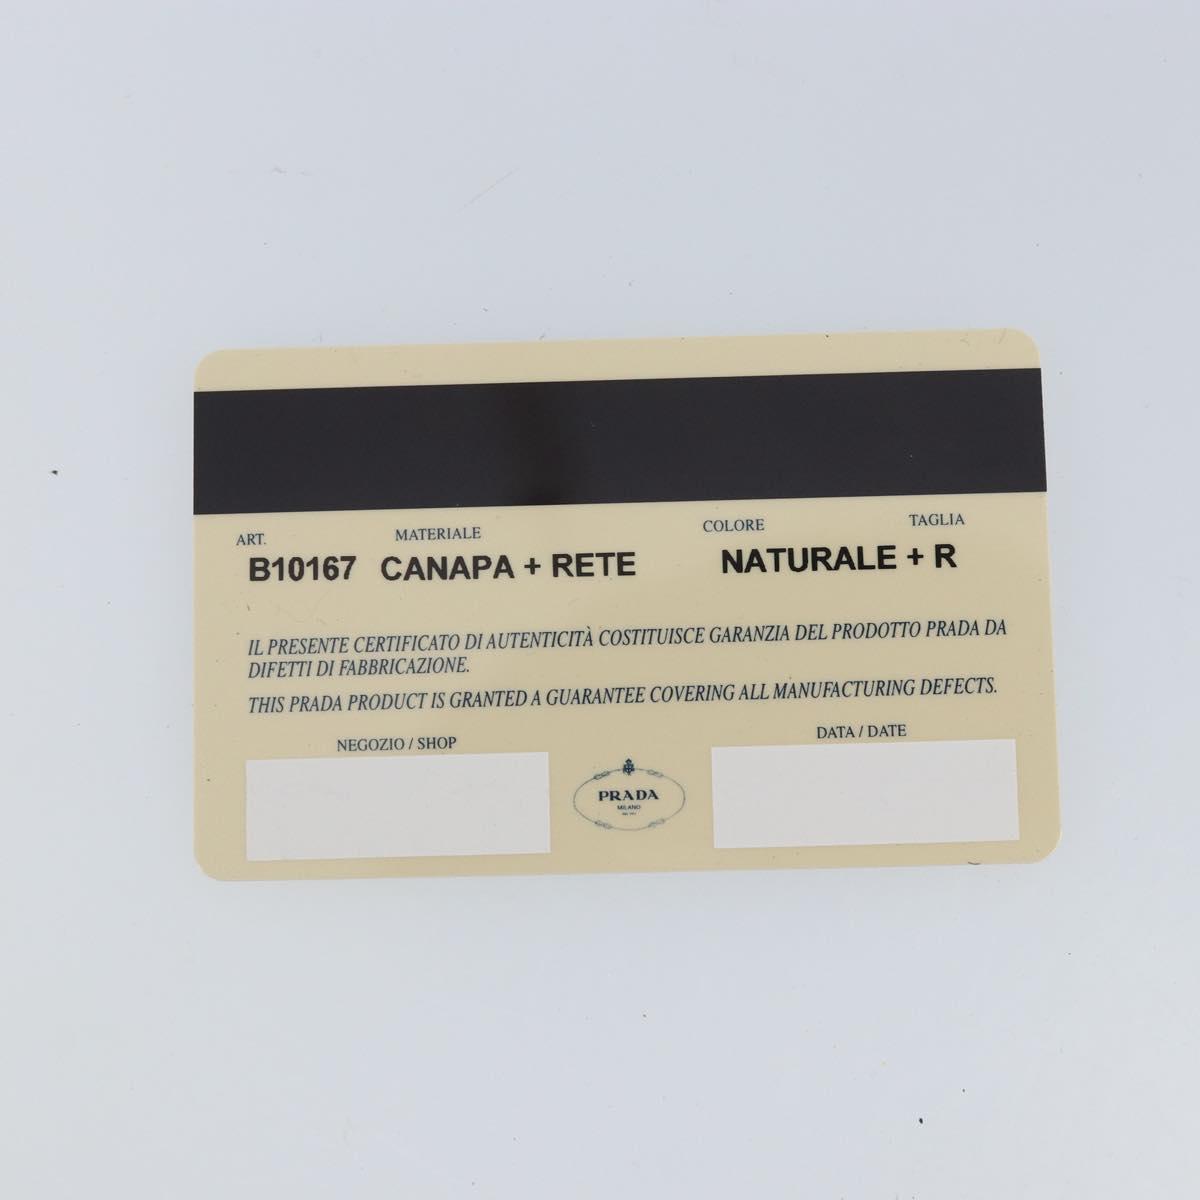 ART. MATERIALE COLORE TAGLIA
B10167 CANAPA + RETE NATURALE + R
IL PRESENTE CERTIFICATO DI AUTENTICITÀ COSTITUISCE GARANZIA DEL PRODOTTO PRADA DA
DIFETTI DI FABBRICAZIONE.
THIS PRADA PRODUCT IS GRANTED A GUARANTEE COVERING ALL MANUFACTURING DEFECTS.
NEGOZIO / SHOP DATA / DATE
PRADA
MILANO